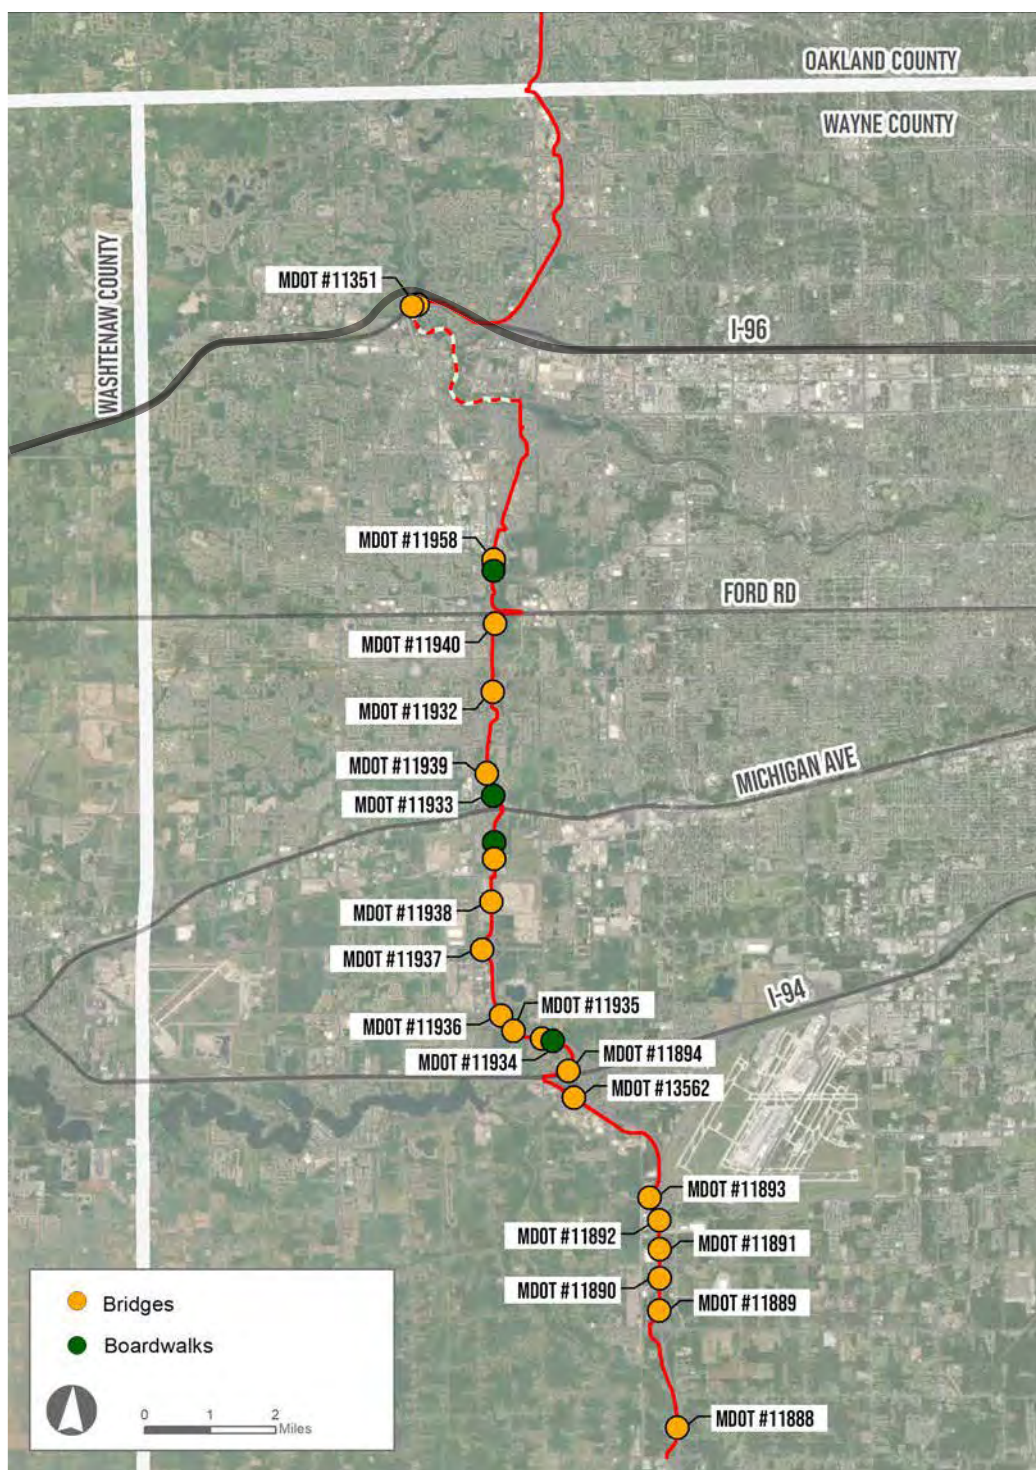 OAKLAND COUNTY
WAYNE COUNTY
WASHTENAW COUNTY
MDOT #11351
I-96
MDOT #11958
FORD RD
MDOT #11940
MDOT #11932
MICHIGAN AVE
MDOT #11939
MDOT #11933
MDOT #11938
MDOT #11937
I-94
MDOT #11935
MDOT #11936
MDOT #11934
MDOT #11894
MDOT #13562
MDOT #11893
MDOT #11892
MDOT #11891
MDOT #11890
MDOT #11889
MDOT #11888
Bridges
Boardwalks
0 1 2
Miles